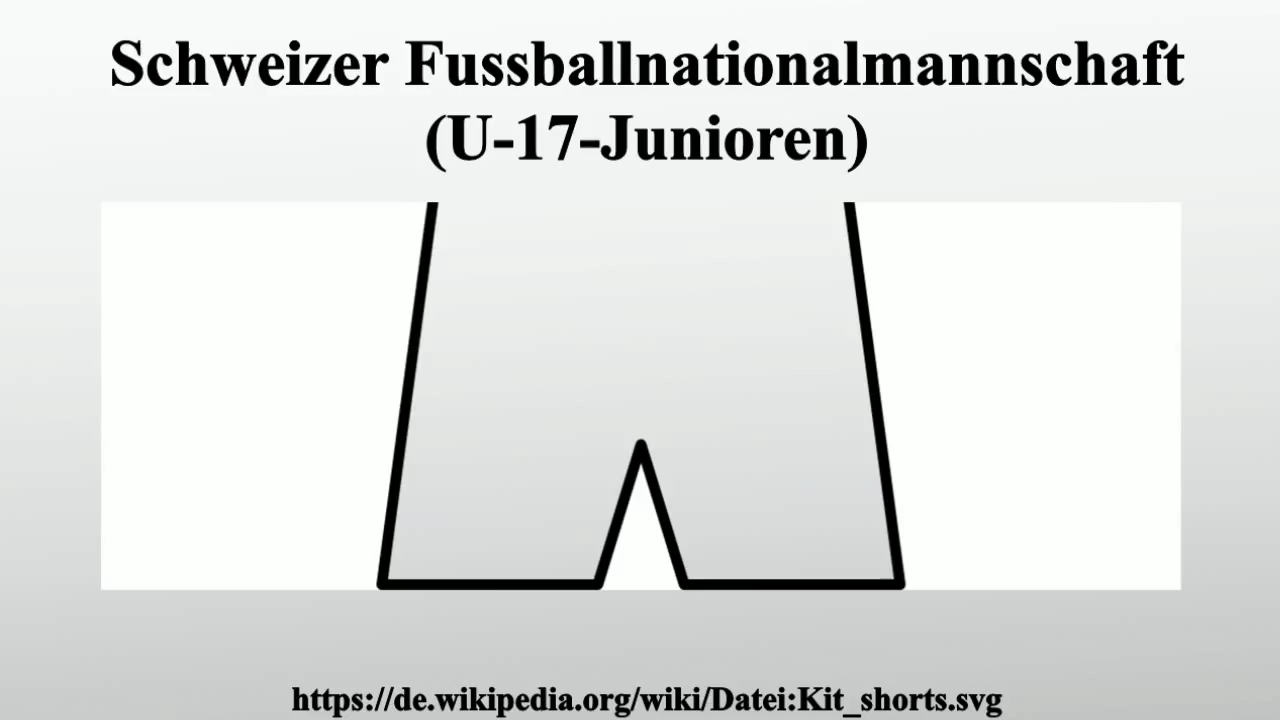 Schweizer Fussballnationalmannschaft
(U-17-Junioren)
https://de.wikipedia.org/wiki/Datei:Kit_shorts.svg